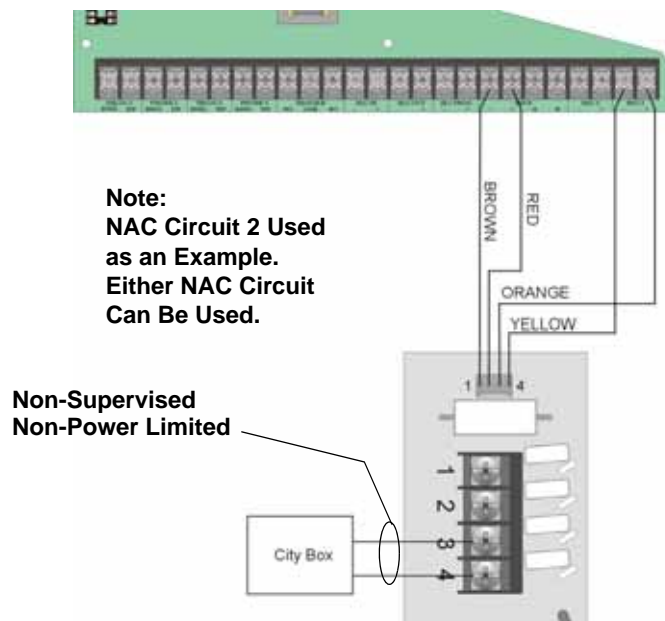 BROWN
RED
Note:
NAC Circuit 2 Used
as an Example.
Either NAC Circuit
Can Be Used.
ORANGE
YELLOW
1 4
Non-Supervised
Non-Power Limited
1
2
3
4
City Box